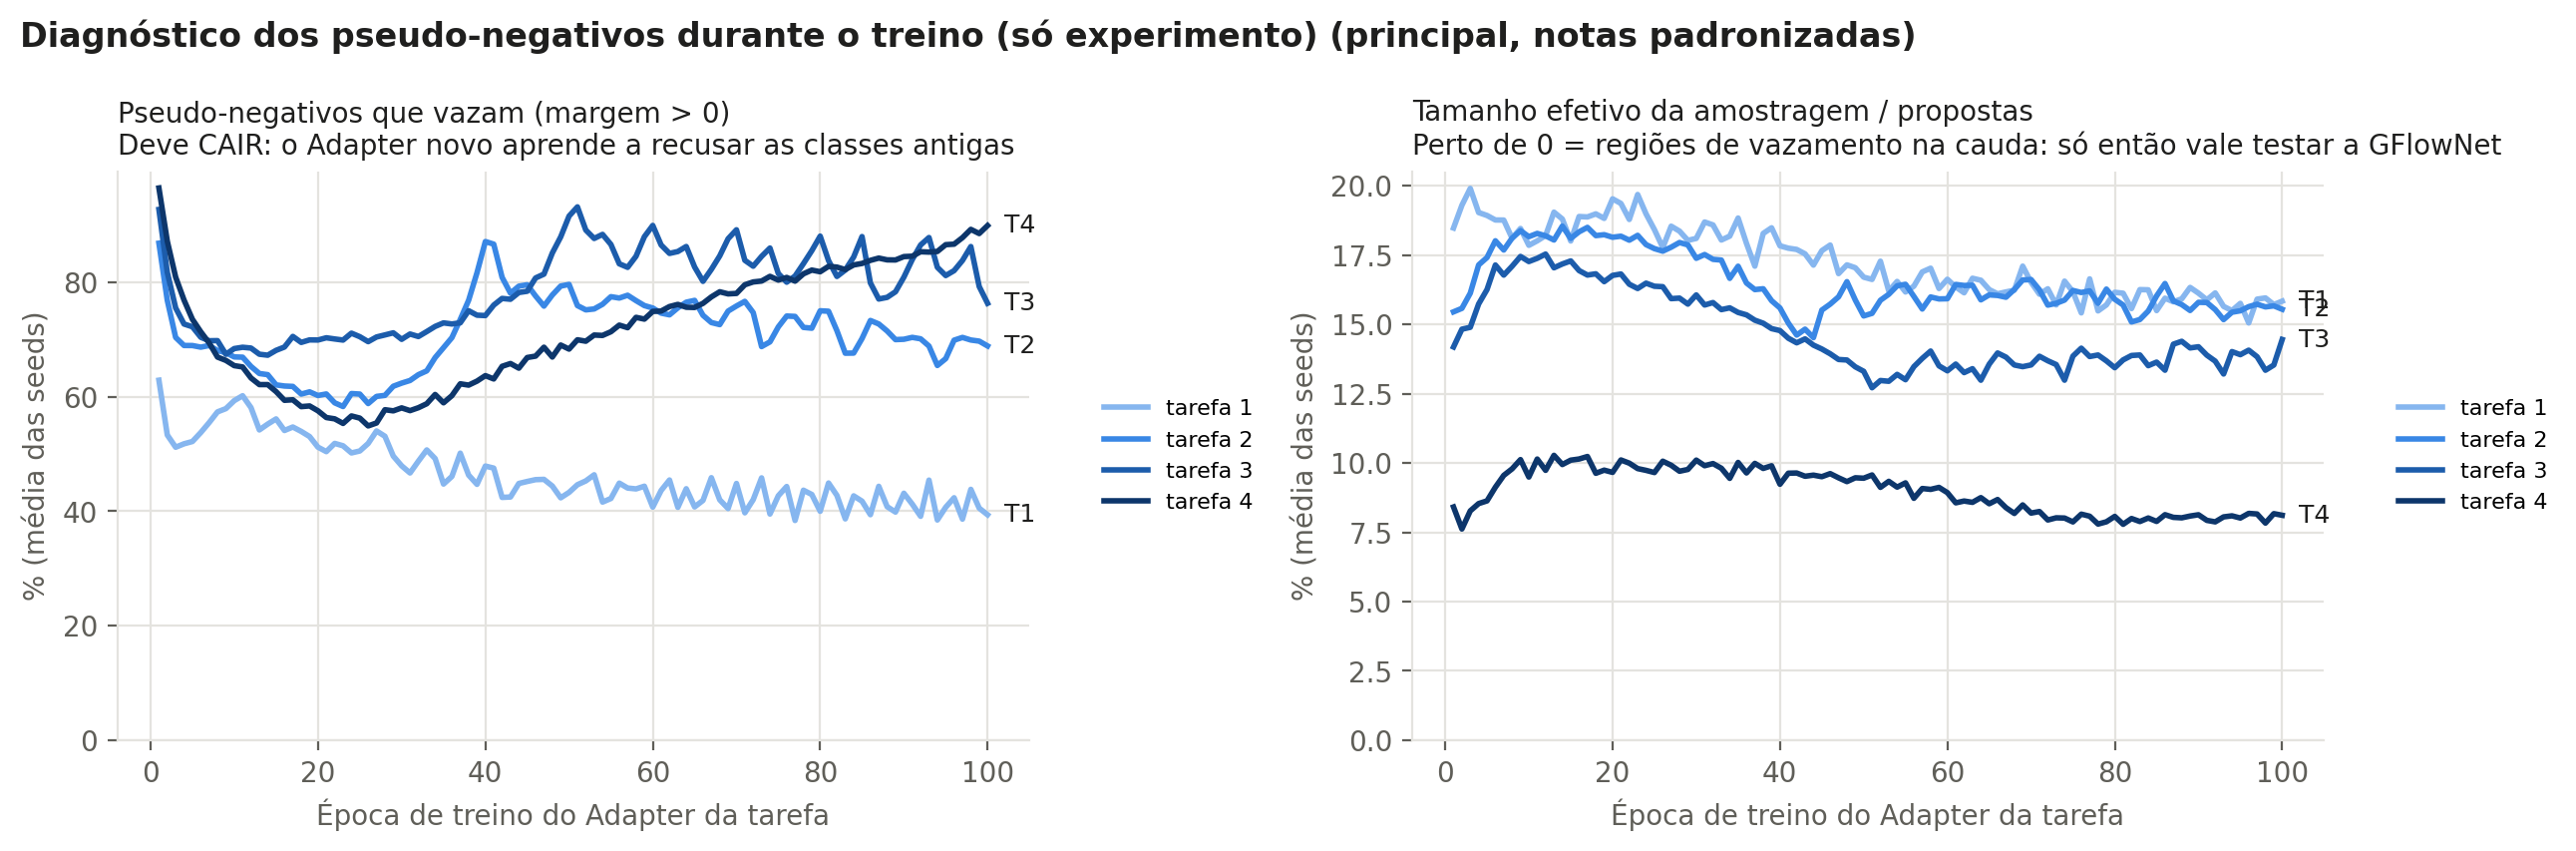 Diagnóstico dos pseudo-negativos durante o treino (só experimento) (principal, notas padronizadas)
Pseudo-negativos que vazam (margem > 0)
Deve CAIR: o Adapter novo aprende a recusar as classes antigas
% (média das seeds)
80
60
40
20
0
T4
T3
T2
T1
0 20 40 60 80 100
Época de treino do Adapter da tarefa
tarefa 1
tarefa 2
tarefa 3
tarefa 4
Tamanho efetivo da amostragem / propostas
Perto de 0 = regiões de vazamento na cauda: só então vale testar a GFlowNet
% (média das seeds)
20.0
17.5
15.0
12.5
10.0
7.5
5.0
2.5
0.0
T1
T2
T3
T4
0 20 40 60 80 100
Época de treino do Adapter da tarefa
tarefa 1
tarefa 2
tarefa 3
tarefa 4